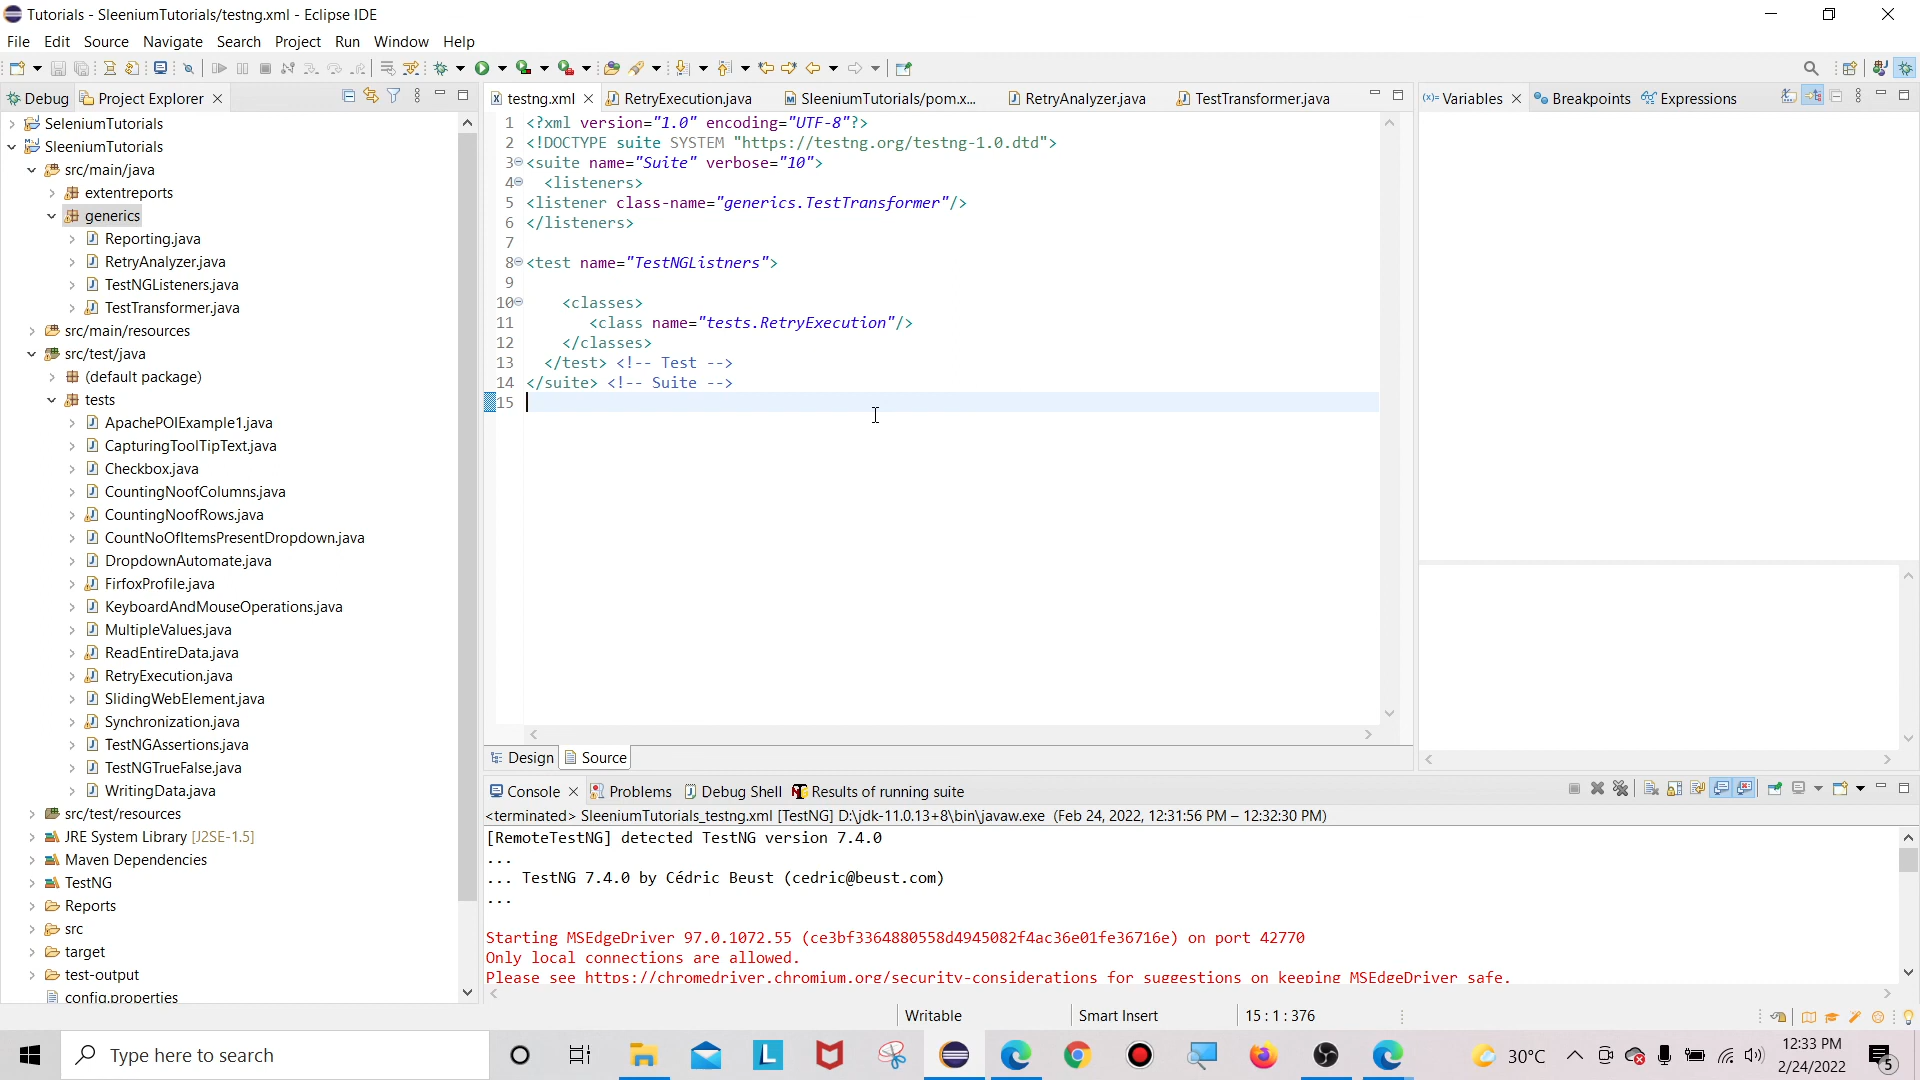 Tutorials - SleeniumTutorials/testng.xml - Eclipse IDE
File Edit Source Navigate Search Project Run Window Help
Debug Project Explorer
testng.xml RetryExecution.java SleeniumTutorials/pom.x... RetryAnalyzer.java TestTransformer.java
(x)= Variables Breakpoints Expressions
SeleniumTutorials
SleeniumTutorials
src/main/java
extentreports
generics
Reporting.java
RetryAnalyzer.java
TestNGListeners.java
TestTransformer.java
src/main/resources
src/test/java
(default package)
tests
ApachePOIExample1.java
CapturingToolTipText.java
Checkbox.java
CountingNoofColumns.java
CountingNoofRows.java
CountNoOfItemsPresentDropdown.java
DropdownAutomate.java
FirfoxProfile.java
KeyboardAndMouseOperations.java
MultipleValues.java
ReadEntireData.java
RetryExecution.java
SlidingWebElement.java
Synchronization.java
TestNGAssertions.java
TestNGTrueFalse.java
WritingData.java
src/test/resources
JRE System Library [J2SE-1.5]
Maven Dependencies
TestNG
Reports
src
target
test-output
config.properties
1 <?xml version="1.0" encoding="UTF-8"?>
2 <!DOCTYPE suite SYSTEM "https://testng.org/testng-1.0.dtd">
3 <suite name="Suite" verbose="10">
4 <listeners>
5 <listener class-name="generics.TestTransformer"/>
6 </listeners>
7
8 <test name="TestNGListners">
9
10 <classes>
11 <class name="tests.RetryExecution"/>
12 </classes>
13 </test> <!-- Test -->
14 </suite> <!-- Suite -->
15
Design Source
Console Problems Debug Shell Results of running suite
<terminated> SleeniumTutorials_testng.xml [TestNG] D:\jdk-11.0.13+8\bin\javaw.exe (Feb 24, 2022, 12:31:56 PM – 12:32:30 PM)
[RemoteTestNG] detected TestNG version 7.4.0
...
... TestNG 7.4.0 by Cédric Beust (cedric@beust.com)
...
Starting MSEdgeDriver 97.0.1072.55 (ce3bf3364880558d4945082f4ac36e01fe36716e) on port 42770
Only local connections are allowed.
Please see https://chromedriver.chromium.org/security-considerations for suggestions on keeping MSEdgeDriver safe.
Writable Smart Insert 15 : 1 : 376
Type here to search
L
30°C
12:33 PM
2/24/2022
5